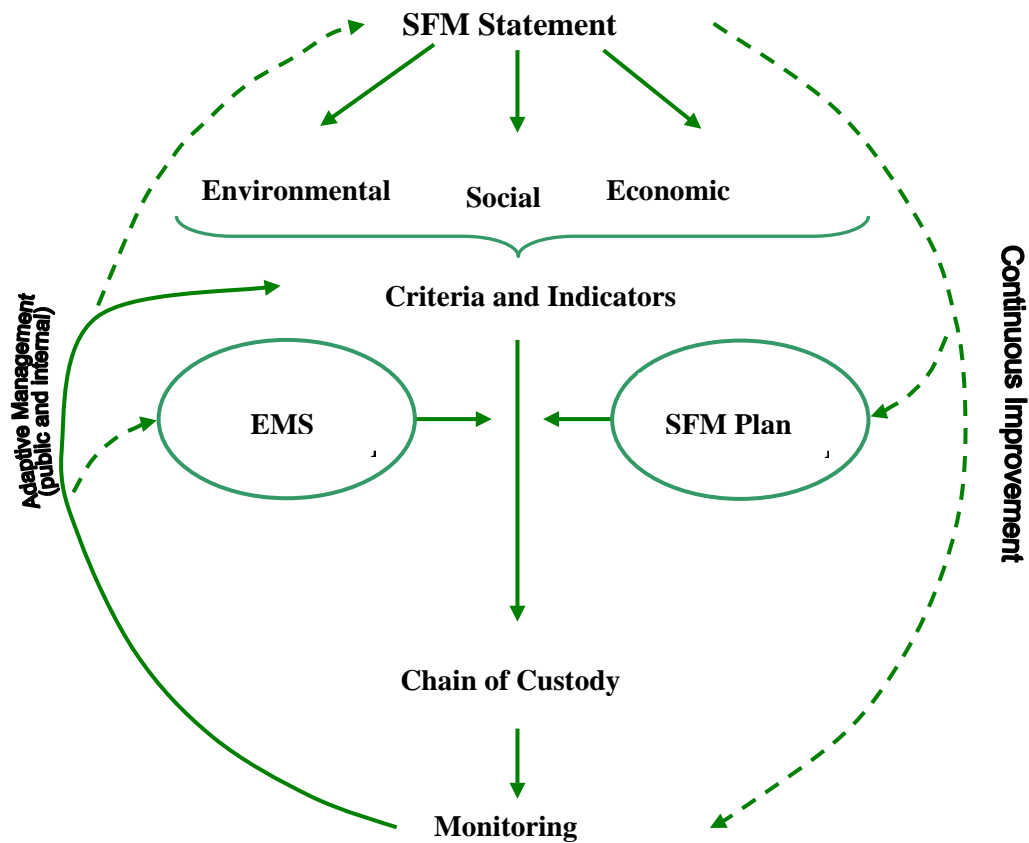 SFM Statement
Environmental
Social
Economic
Criteria and Indicators
Adaptive Management
(public and internal)
Continuous Improvement
EMS
SFM Plan
Chain of Custody
Monitoring